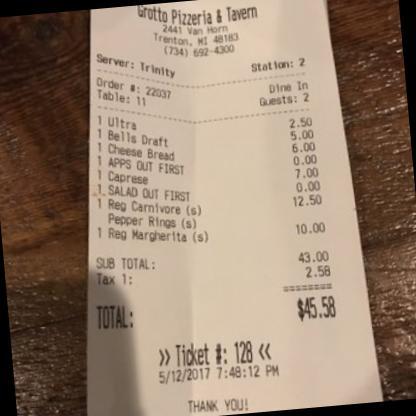 Grotto Pizzeria & Tavern
2441 Van Horn
Trenton, MI 48183
(734) 692-4300
Server: Trinity Station: 2
Order #: 22037 Dine In
Table: 11 Guests: 2
1 Ultra 2.50
1 Bells Draft 5.00
1 Cheese Bread 6.00
1 APPS OUT FIRST 0.00
1 Caprese 7.00
1 SALAD OUT FIRST 0.00
1 Reg Carnivore (s) 12.50
Pepper Rings (s)
1 Reg Margherita (s) 10.00
SUB TOTAL: 43.00
Tax 1: 2.58
========
TOTAL: $45.58
>> Ticket #: 128 <<
5/12/2017 7:48:12 PM
THANK YOU!